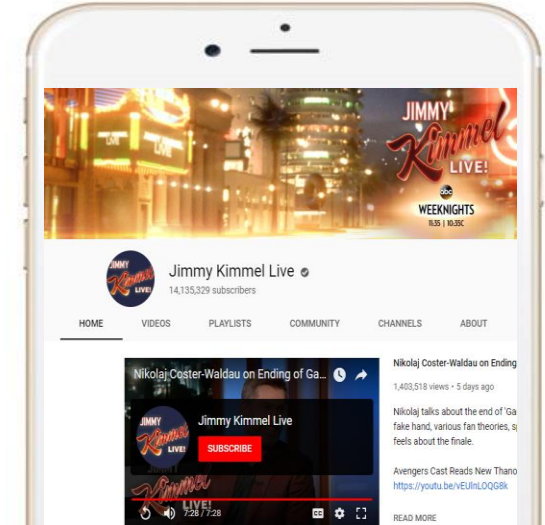 JIMMY
Kimmel
LIVE!
abc
WEEKNIGHTS
11:35 | 10:35C
JIMMY
Kimmel
LIVE!
Jimmy Kimmel Live
14,135,329 subscribers
HOME VIDEOS PLAYLISTS COMMUNITY CHANNELS ABOUT
Nikolaj Coster-Waldau on Ending of Ga...
JIMMY
Kimmel
LIVE!
Jimmy Kimmel Live
SUBSCRIBE
JIMMY
Kimmel
LIVE!
7:28 / 7:28
CC
Nikolaj Coster-Waldau on Ending
1,403,518 views • 5 days ago
Nikolaj talks about the end of 'Ga
fake hand, various fan theories, s
feels about the finale.
Avengers Cast Reads New Thano
https://youtu.be/vEUlnLOQG8k
READ MORE